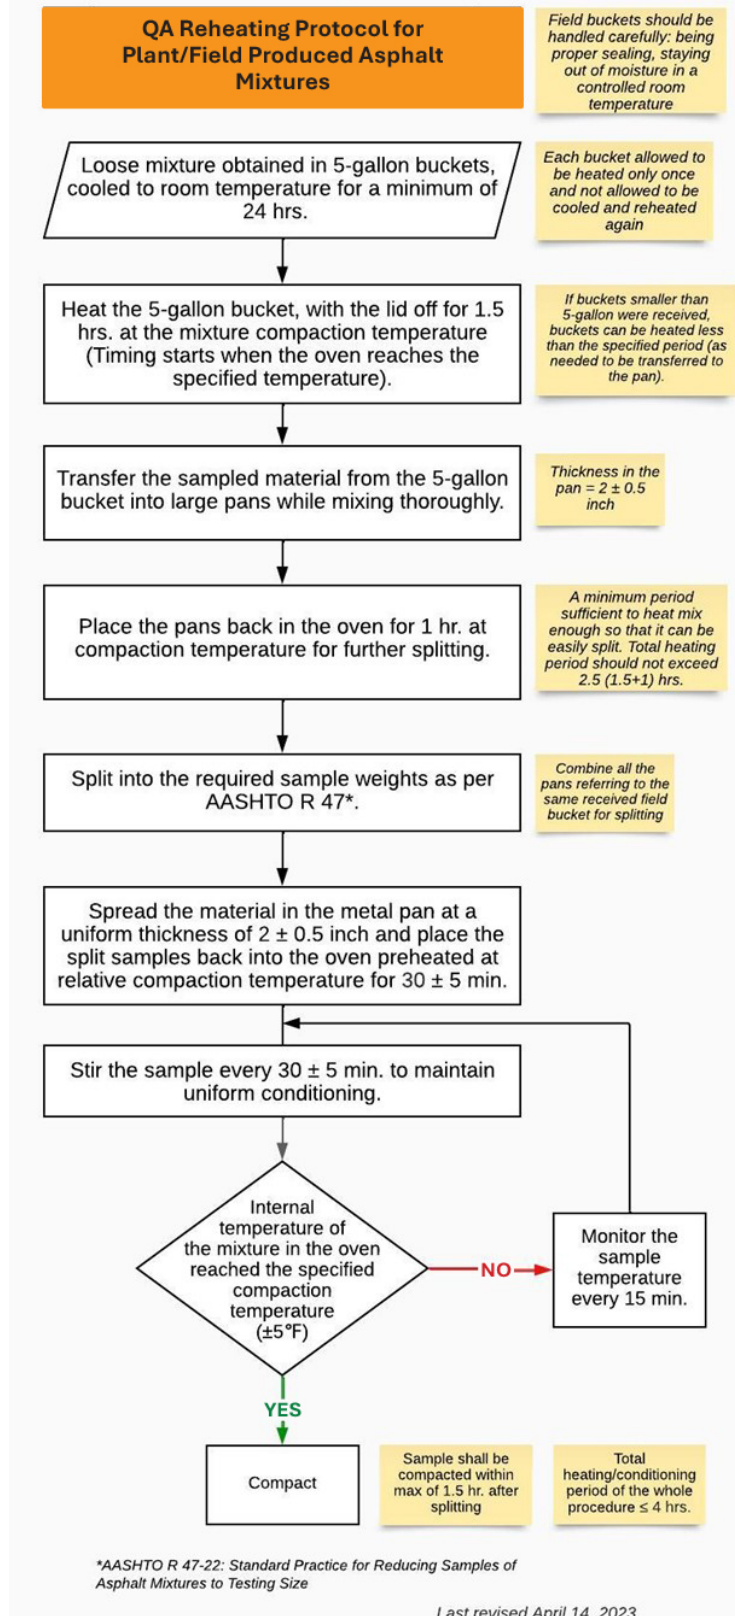 QA Reheating Protocol for
Plant/Field Produced Asphalt
Mixtures
Field buckets should be
handled carefully: being
proper sealing, staying
out of moisture in a
controlled room
temperature
Loose mixture obtained in 5-gallon buckets,
cooled to room temperature for a minimum of
24 hrs.
Each bucket allowed to
be heated only once
and not allowed to be
cooled and reheated
again
Heat the 5-gallon bucket, with the lid off for 1.5
hrs. at the mixture compaction temperature
(Timing starts when the oven reaches the
specified temperature).
If buckets smaller than
5-gallon were received,
buckets can be heated less
than the specified period (as
needed to be transferred to
the pan).
Transfer the sampled material from the 5-gallon
bucket into large pans while mixing thoroughly.
Thickness in the
pan = 2 ± 0.5
inch
Place the pans back in the oven for 1 hr. at
compaction temperature for further splitting.
A minimum period
sufficient to heat mix
enough so that it can be
easily split. Total heating
period should not exceed
2.5 (1.5+1) hrs.
Split into the required sample weights as per
AASHTO R 47*.
Combine all the
pans referring to the
same received field
bucket for splitting
Spread the material in the metal pan at a
uniform thickness of 2 ± 0.5 inch and place the
split samples back into the oven preheated at
relative compaction temperature for 30 ± 5 min.
Stir the sample every 30 ± 5 min. to maintain
uniform conditioning.
Internal
temperature of
the mixture in the oven
reached the specified
compaction
temperature
(±5°F)
NO
Monitor the
sample
temperature
every 15 min.
YES
Compact
Sample shall be
compacted within
max of 1.5 hr. after
splitting
Total
heating/conditioning
period of the whole
procedure ≤ 4 hrs.
*AASHTO R 47-22: Standard Practice for Reducing Samples of
Asphalt Mixtures to Testing Size
Last revised April 14, 2023